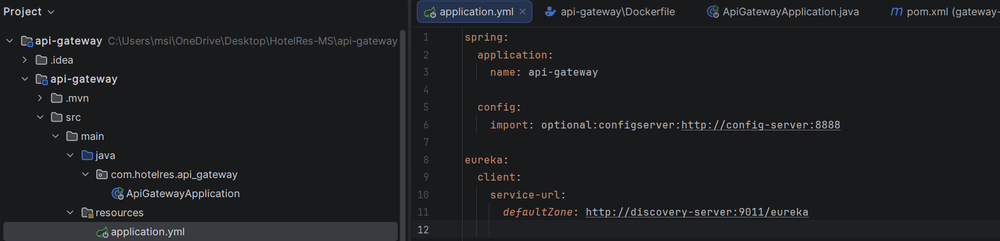 Project
api-gateway C:\Users\msi\OneDrive\Desktop\HotelRes-MS\api-gateway
.idea
api-gateway
.mvn
src
main
java
com.hotelres.api_gateway
ApiGatewayApplication
resources
application.yml
application.yml api-gateway\Dockerfile ApiGatewayApplication.java pom.xml (gateway-
1 spring:
2   application:
3     name: api-gateway
4
5   config:
6     import: optional:configserver:http://config-server:8888
7
8 eureka:
9   client:
10     service-url:
11       defaultZone: http://discovery-server:9011/eureka
12